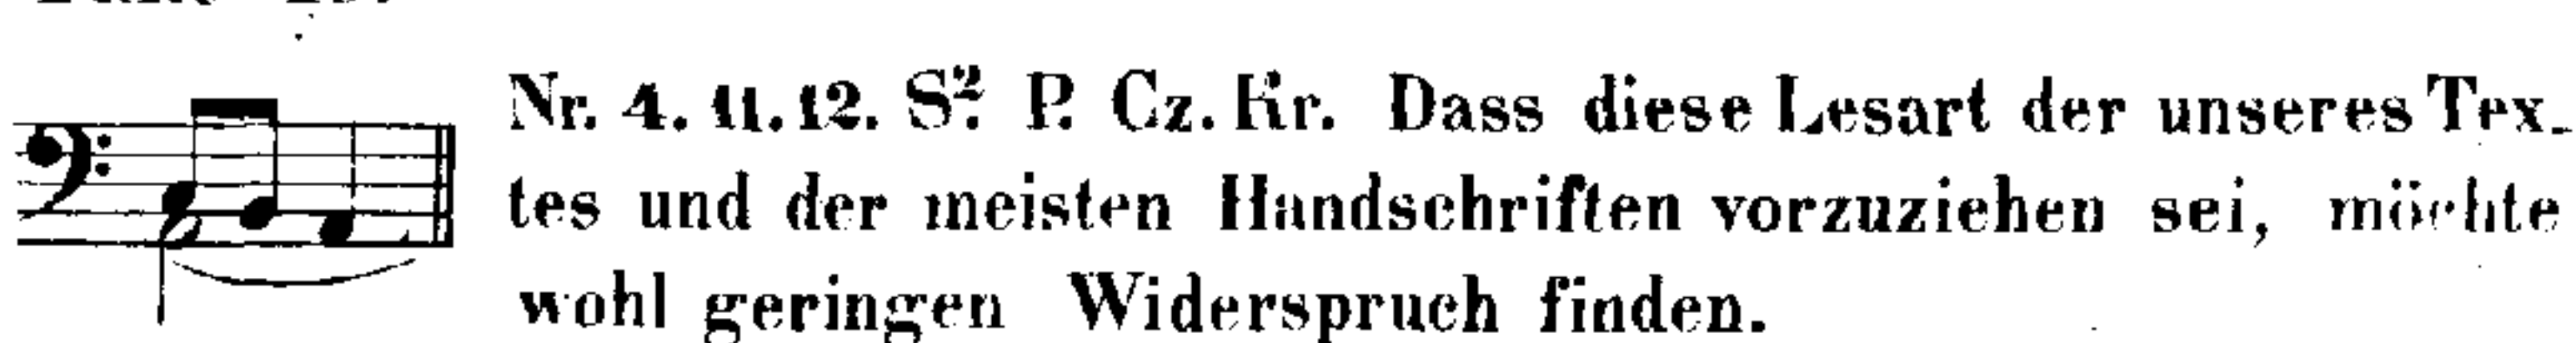 Nr. 4. 11. 12. S². P. Cz. Kr. Dass diese Lesart der unseres Tex-
tes und der meisten Handschriften vorzuziehen sei, möchte
wohl geringen Widerspruch finden.